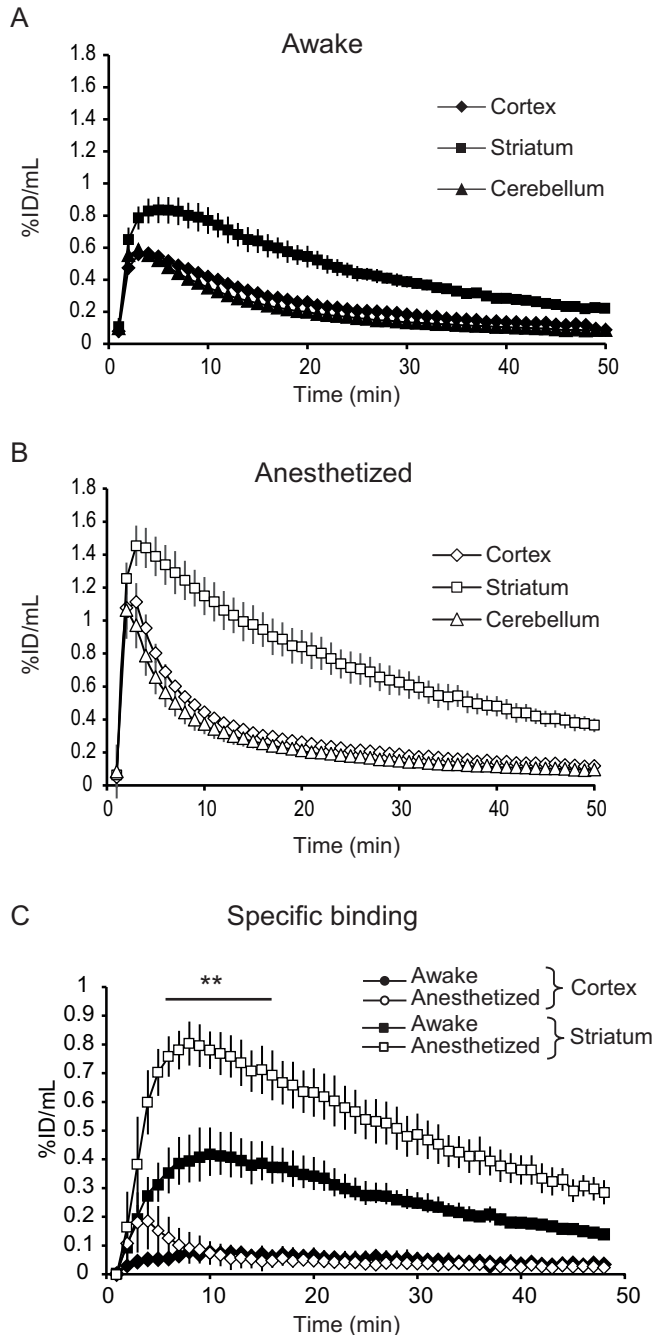 A
Awake
1.8
1.6
1.4
1.2
1
0.8
0.6
0.4
0.2
0
%ID/mL
Cortex
Striatum
Cerebellum
0 10 20 30 40 50
Time (min)
B
Anesthetized
1.8
1.6
1.4
1.2
1
0.8
0.6
0.4
0.2
0
%ID/mL
Cortex
Striatum
Cerebellum
0 10 20 30 40 50
Time (min)
C
Specific binding
1
0.9
0.8
0.7
0.6
0.5
0.4
0.3
0.2
0.1
0
%ID/mL
**
Awake
Anesthetized
Cortex
Awake
Anesthetized
Striatum
0 10 20 30 40 50
Time (min)